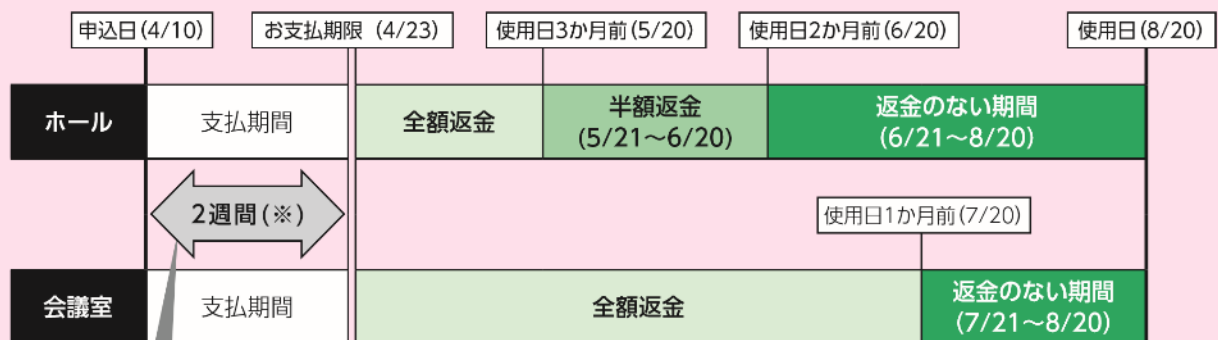 申込日(4/10)
お支払期限 (4/23)
使用日3か月前(5/20)
使用日2か月前(6/20)
使用日(8/20)
ホール
支払期間
全額返金
半額返金
(5/21～6/20)
返金のない期間
(6/21～8/20)
2週間(※)
使用日1か月前(7/20)
会議室
支払期間
全額返金
返金のない期間
(7/21～8/20)